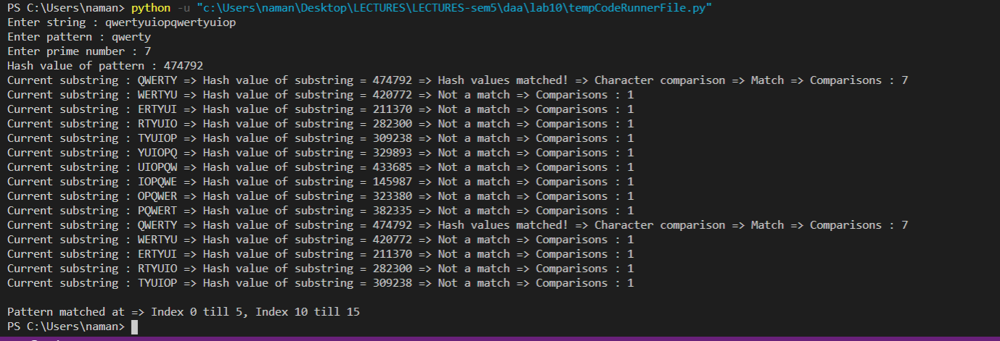 PS C:\Users\naman> python -u "c:\Users\naman\Desktop\LECTURES\LECTURES-sem5\daa\lab10\tempCodeRunnerFile.py"
Enter string : qwertyuiopqwertyuiop
Enter pattern : qwerty
Enter prime number : 7
Hash value of pattern : 474792
Current substring : QWERTY => Hash value of substring = 474792 => Hash values matched! => Character comparison => Match => Comparisons : 7
Current substring : WERTYU => Hash value of substring = 420772 => Not a match => Comparisons : 1
Current substring : ERTYUI => Hash value of substring = 211370 => Not a match => Comparisons : 1
Current substring : RTYUIO => Hash value of substring = 282300 => Not a match => Comparisons : 1
Current substring : TYUIOP => Hash value of substring = 309238 => Not a match => Comparisons : 1
Current substring : YUIOPQ => Hash value of substring = 329893 => Not a match => Comparisons : 1
Current substring : UIOPQW => Hash value of substring = 433685 => Not a match => Comparisons : 1
Current substring : IOPQWE => Hash value of substring = 145987 => Not a match => Comparisons : 1
Current substring : OPQWER => Hash value of substring = 323380 => Not a match => Comparisons : 1
Current substring : PQWERT => Hash value of substring = 382335 => Not a match => Comparisons : 1
Current substring : QWERTY => Hash value of substring = 474792 => Hash values matched! => Character comparison => Match => Comparisons : 7
Current substring : WERTYU => Hash value of substring = 420772 => Not a match => Comparisons : 1
Current substring : ERTYUI => Hash value of substring = 211370 => Not a match => Comparisons : 1
Current substring : RTYUIO => Hash value of substring = 282300 => Not a match => Comparisons : 1
Current substring : TYUIOP => Hash value of substring = 309238 => Not a match => Comparisons : 1
Pattern matched at => Index 0 till 5, Index 10 till 15
PS C:\Users\naman>